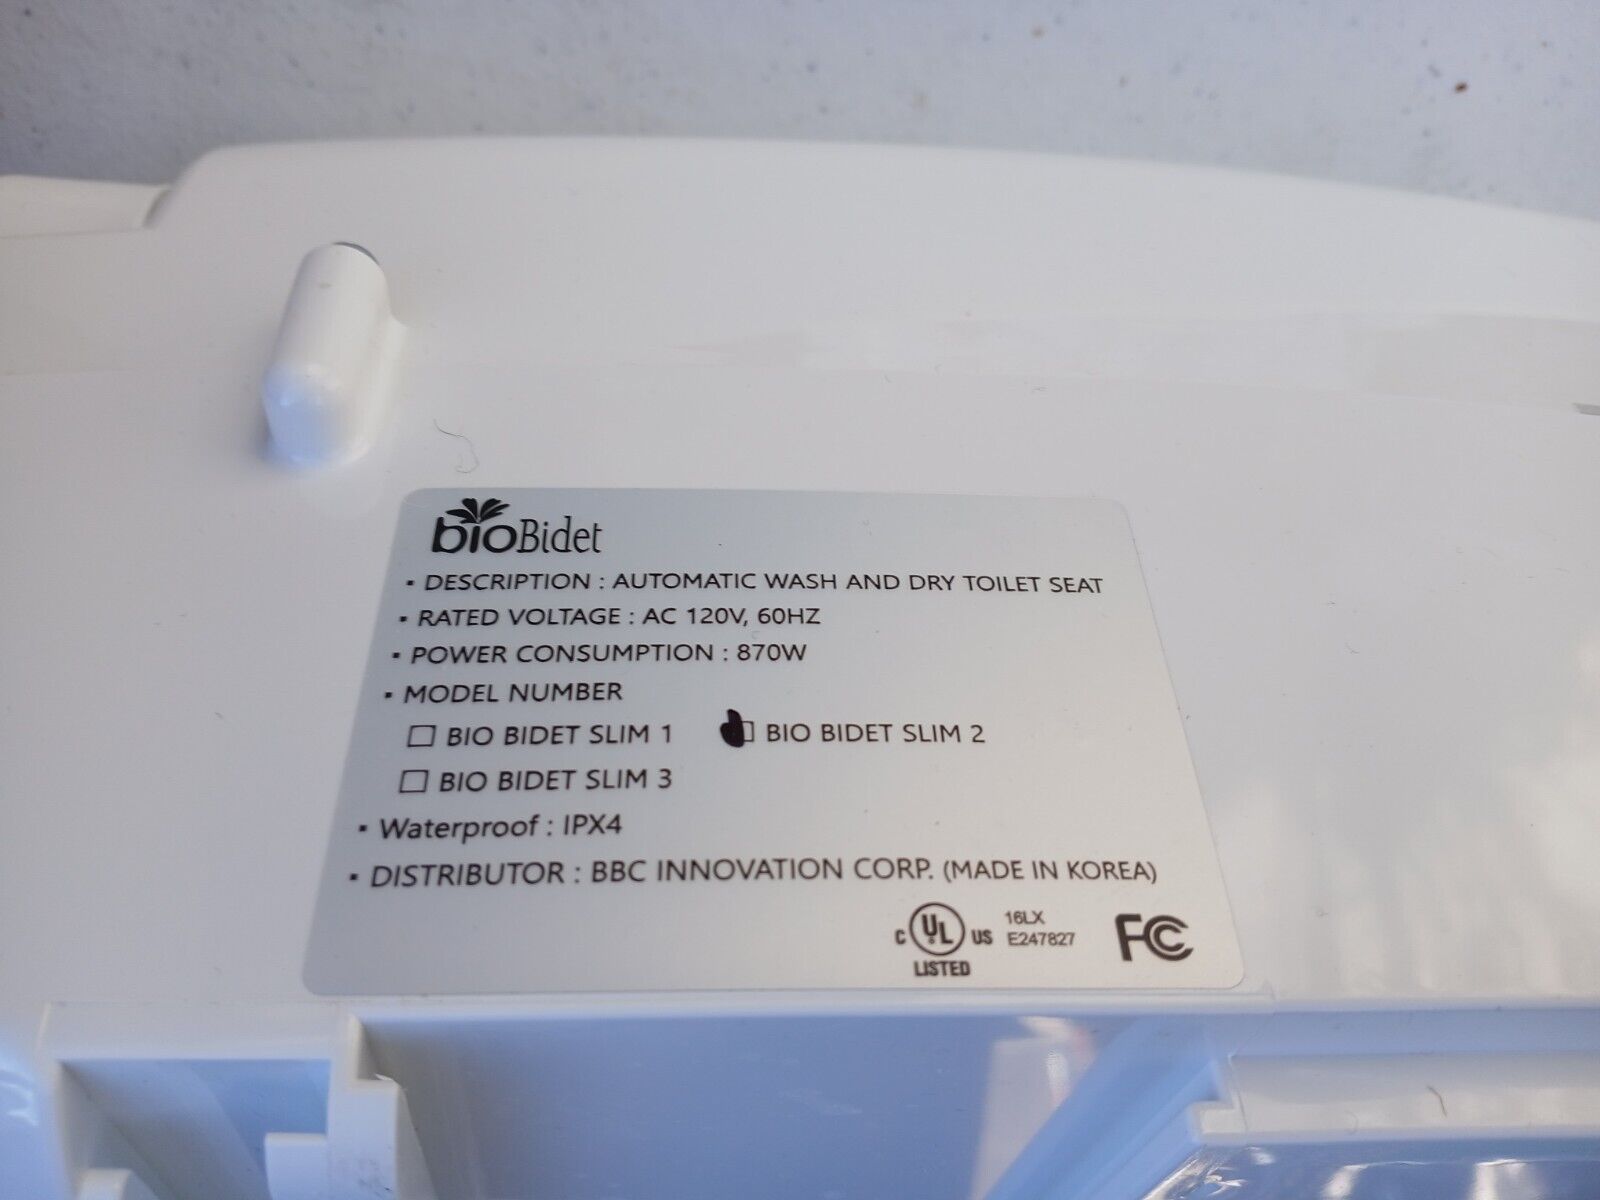 bioBidet
• DESCRIPTION : AUTOMATIC WASH AND DRY TOILET SEAT
• RATED VOLTAGE : AC 120V, 60HZ
• POWER CONSUMPTION : 870W
• MODEL NUMBER
BIO BIDET SLIM 1 BIO BIDET SLIM 2
BIO BIDET SLIM 3
• Waterproof : IPX4
• DISTRIBUTOR : BBC INNOVATION CORP. (MADE IN KOREA)
C UL US 16LX FC
LISTED E247827